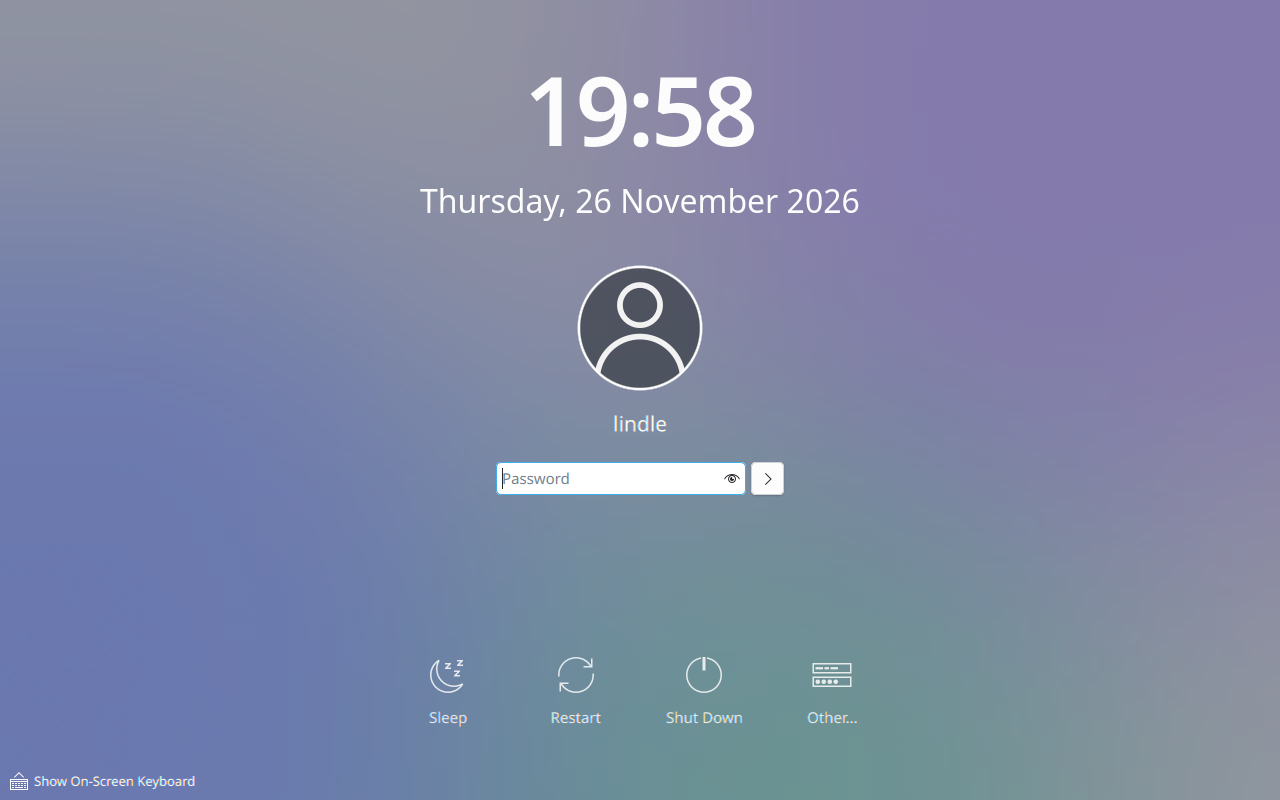 19:58
Thursday, 26 November 2026
lindle
Password
Sleep
Restart
Shut Down
Other...
Show On-Screen Keyboard